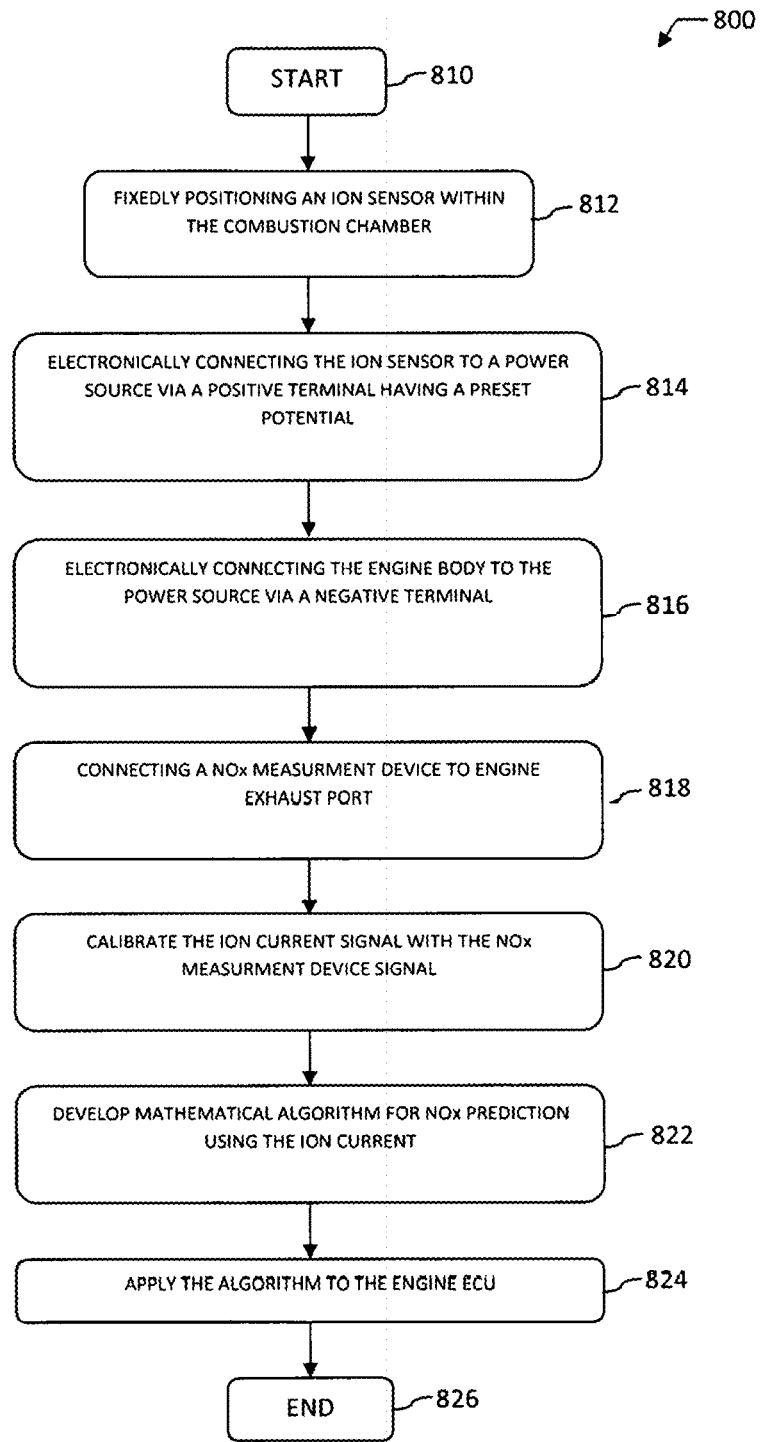 800
START
810
FIXEDLY POSITIONING AN ION SENSOR WITHIN
THE COMBUSTION CHAMBER
812
ELECTRONICALLY CONNECTING THE ION SENSOR TO A POWER
SOURCE VIA A POSITIVE TERMINAL HAVING A PRESET
POTENTIAL
814
ELECTRONICALLY CONNECTING THE ENGINE BODY TO THE
POWER SOURCE VIA A NEGATIVE TERMINAL
816
CONNECTING A NOx MEASURMENT DEVICE TO ENGINE
EXHAUST PORT
818
CALIBRATE THE ION CURRENT SIGNAL WITH THE NOx
MEASURMENT DEVICE SIGNAL
820
DEVELOP MATHEMATICAL ALGORITHM FOR NOx PREDICTION
USING THE ION CURRENT
822
APPLY THE ALGORITHM TO THE ENGINE ECU
824
END
826